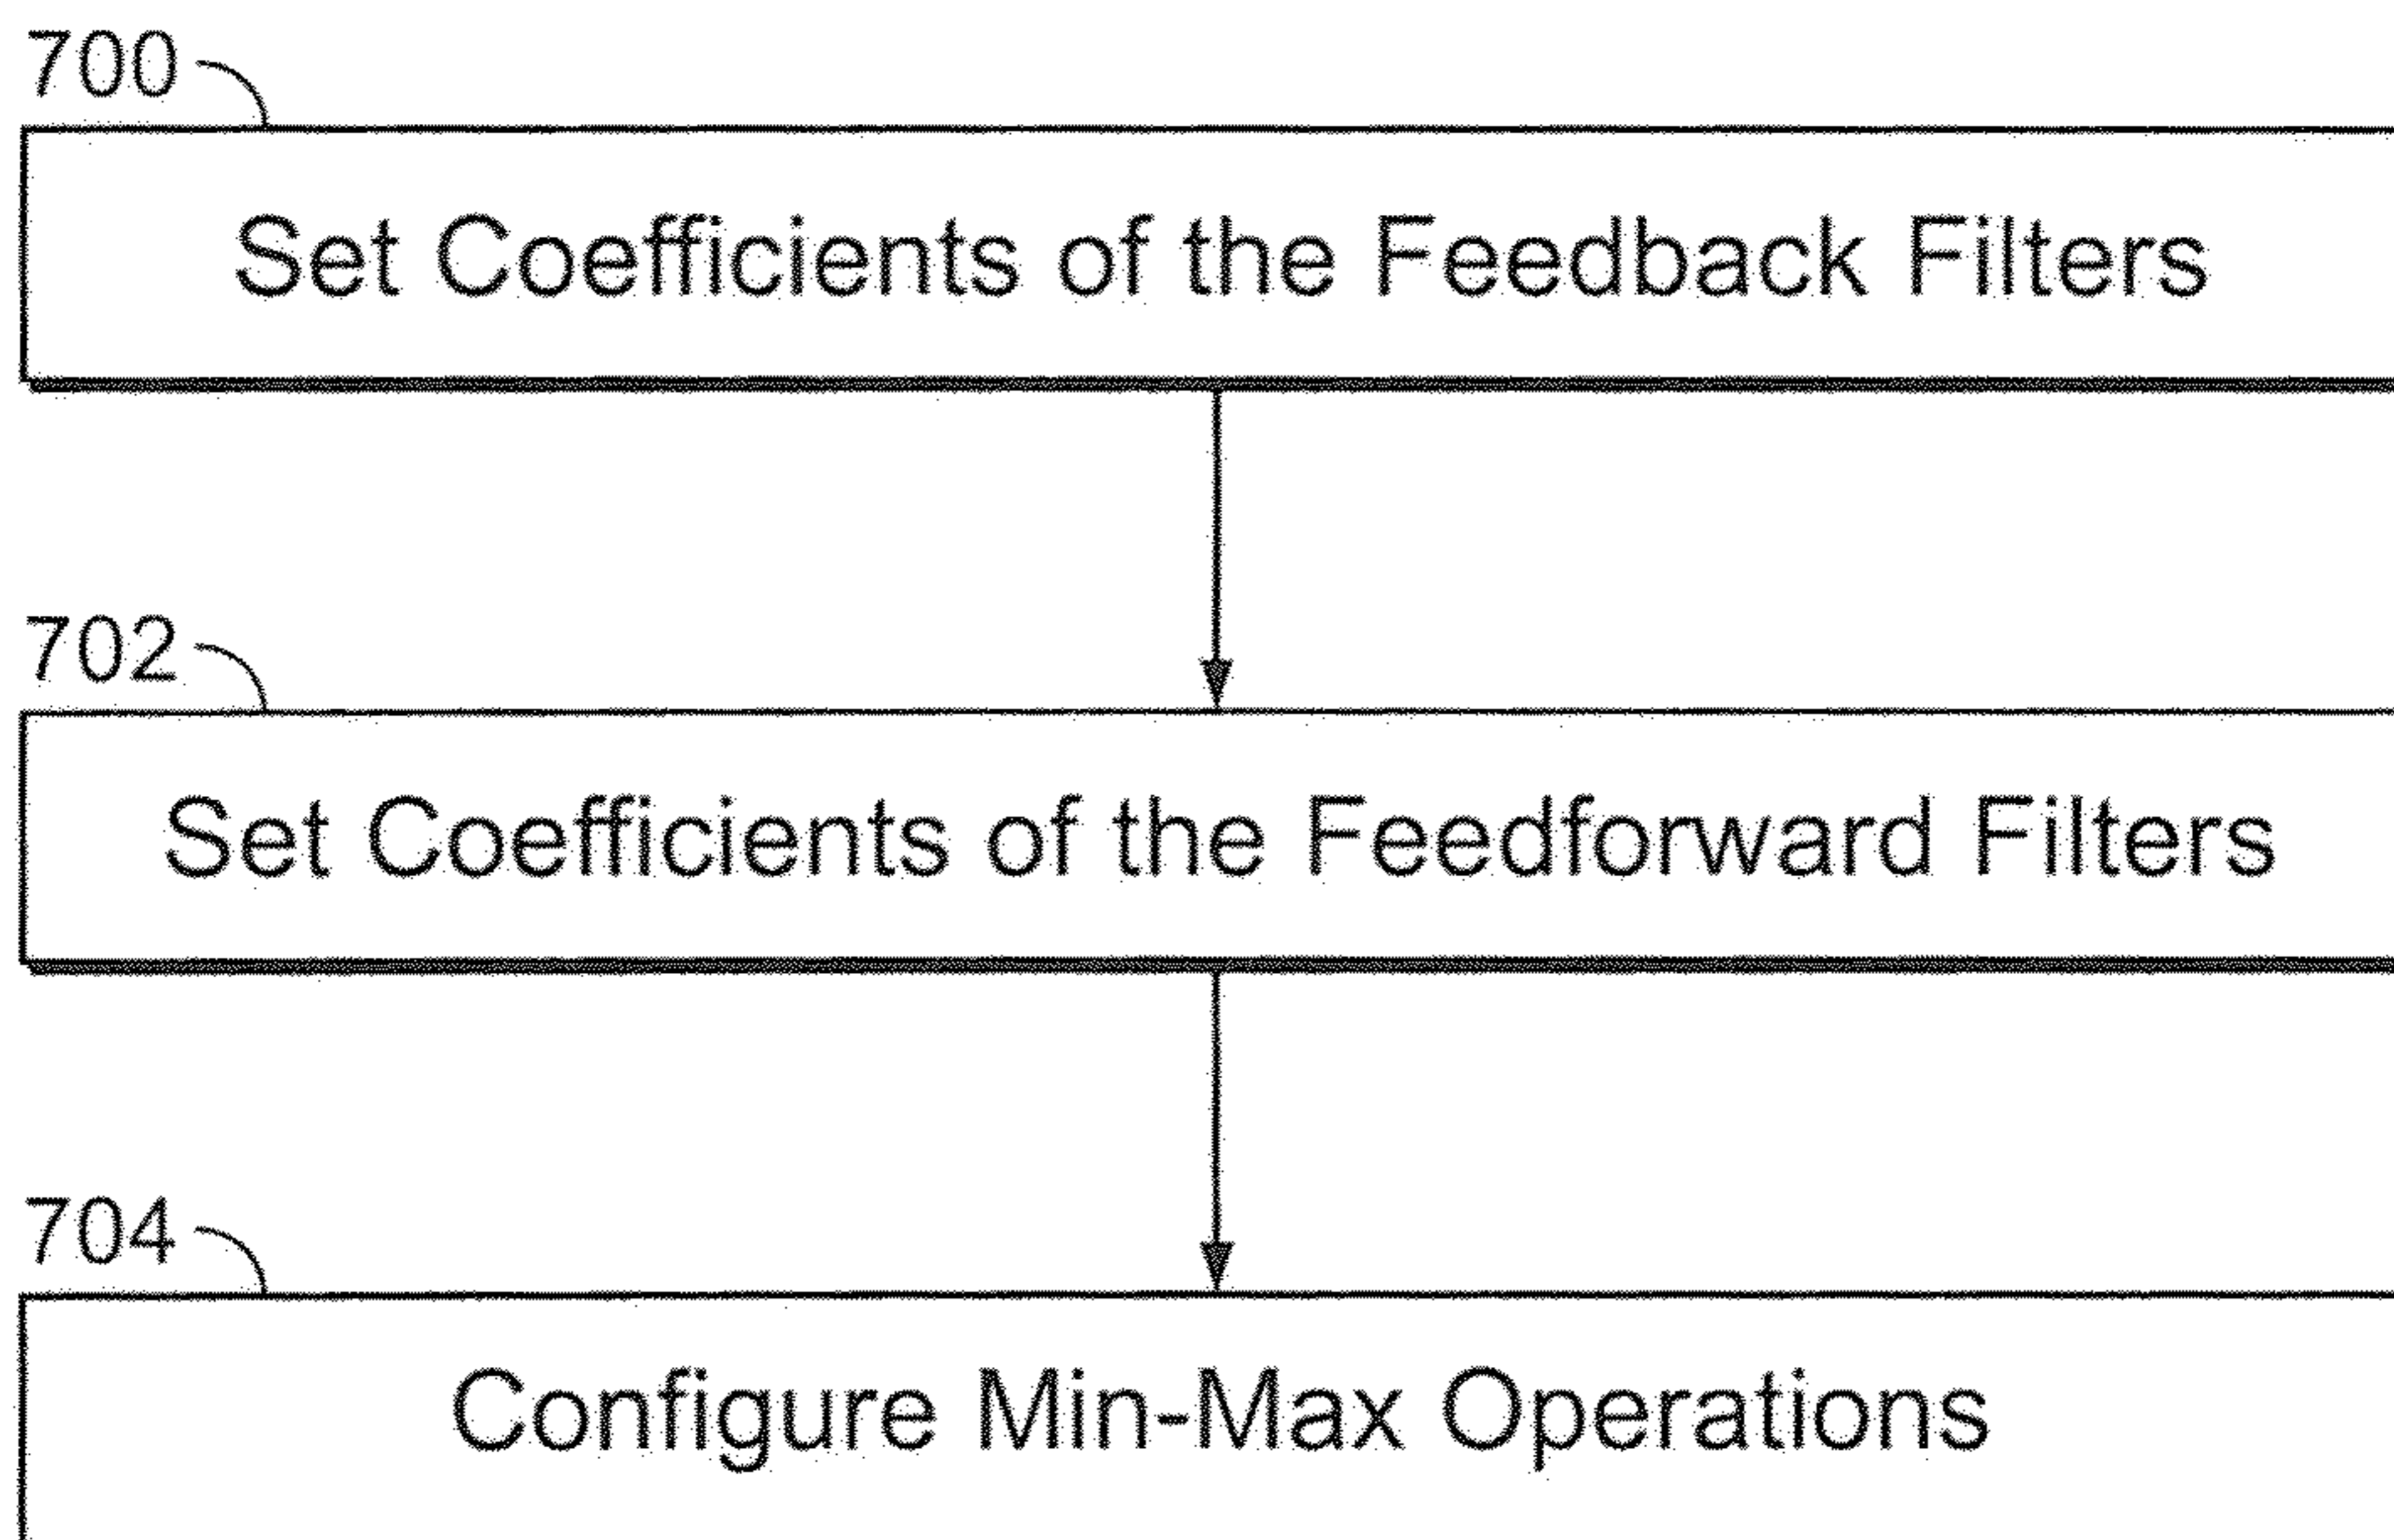 700
Set Coefficients of the Feedback Filters
702
Set Coefficients of the Feedforward Filters
704
Configure Min-Max Operations